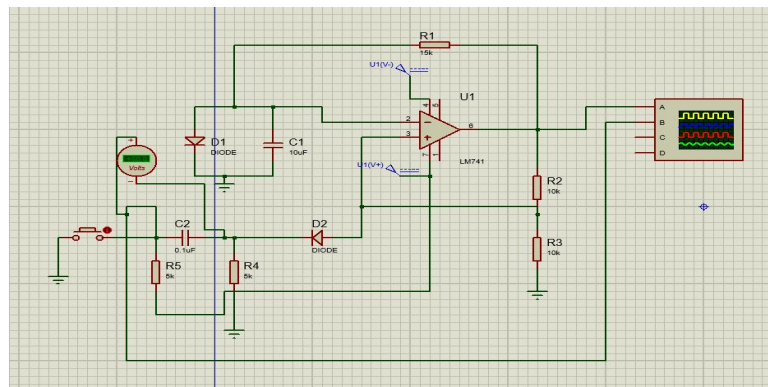 R1
15k
U1(V-)
U1
4
5
2
6
3
7
1
LM741
U1(V+)
D1
DIODE
C1
10uF
Volts
A
B
C
D
R2
10k
R3
10k
C2
0.1uF
D2
DIODE
R5
5k
R4
5k